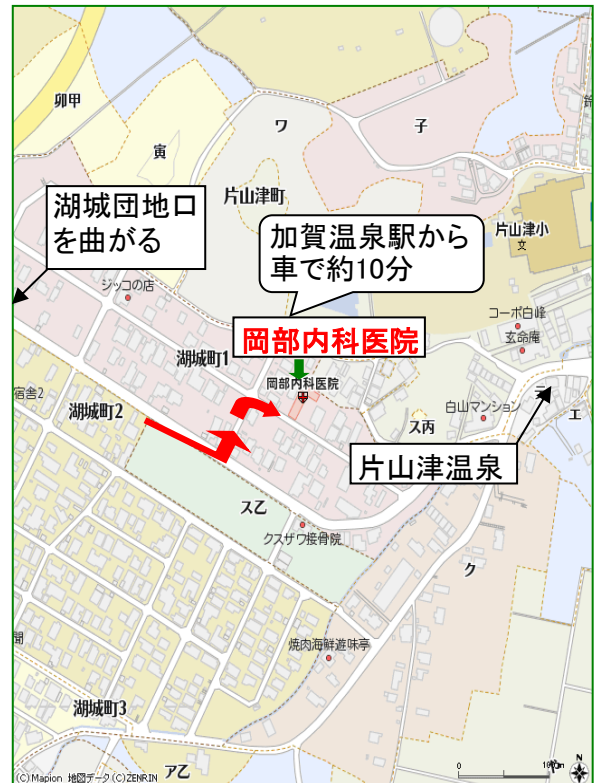 卯甲
ワ
子
寅
片山津町
湖城団地口
を曲がる
加賀温泉駅から
車で約10分
片山津小
文
ジッコの店
コーポ白峰
玄命庵
湖城町1
岡部内科医院
岡部内科医院
宿舎2
湖城町2
白山マンション
テ
エ
ス丙
片山津温泉
ス乙
クスザワ接骨院
ク
焼肉海鮮遊味亭
湖城町3
ア乙
(C)Mapion 地図データ(C)ZENRIN
0
100m
N